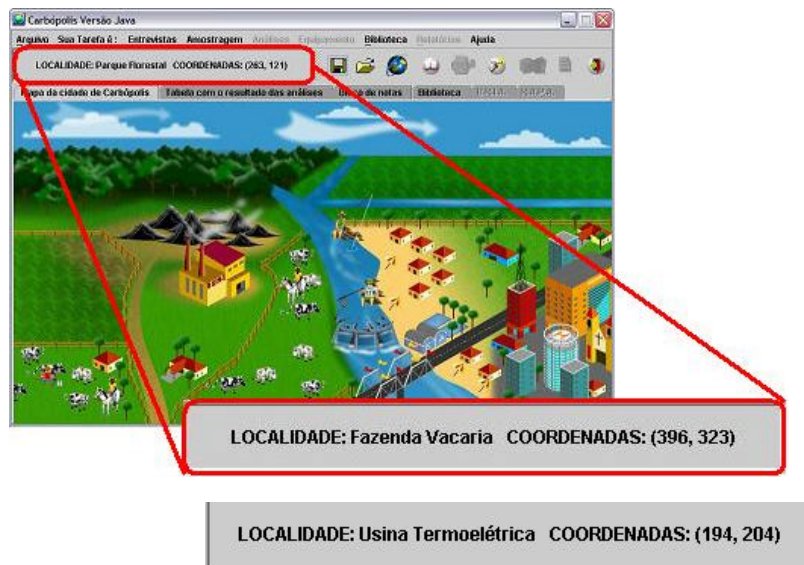 Carbópolis Versão Java
Arquivo Sua Tarefa é: Entrevistas Amostragem Análises Equipamento Biblioteca Relatórios Ajuda
LOCALIDADE: Parque Florestal COORDENADAS: (263, 121)
Mapa da cidade de Carbópolis Tabela com o resultado das análises Bloco de notas Biblioteca
LOCALIDADE: Fazenda Vacaria COORDENADAS: (396, 323)
LOCALIDADE: Usina Termoelétrica COORDENADAS: (194, 204)